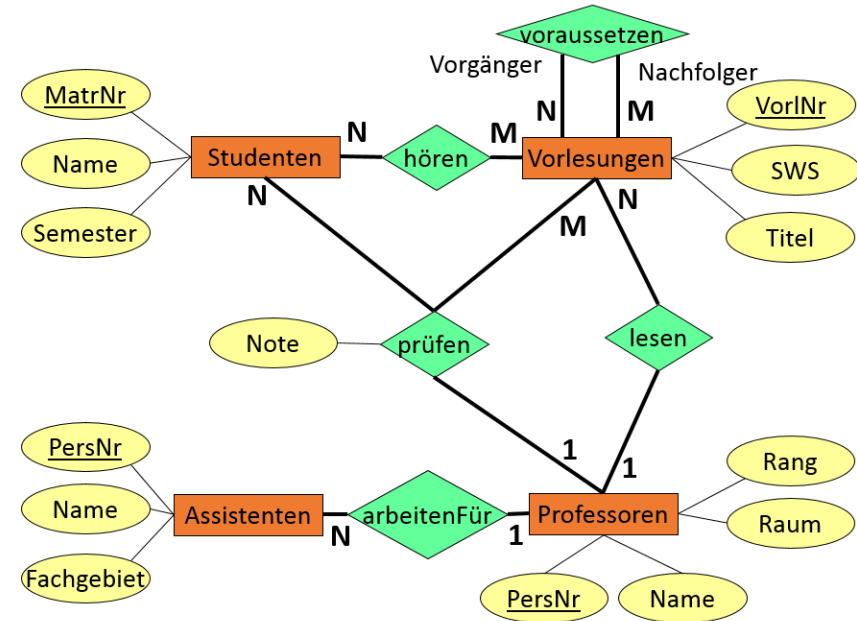 voraussetzen
Vorgänger
Nachfolger
MatrNr
N
M
VorlNr
N
M
Studenten
hören
Vorlesungen
Name
SWS
N
N
M
Semester
Titel
Note
prüfen
lesen
PersNr
1
1
Rang
Name
Assistenten
arbeitenFür
Professoren
Raum
N
1
Fachgebiet
PersNr
Name